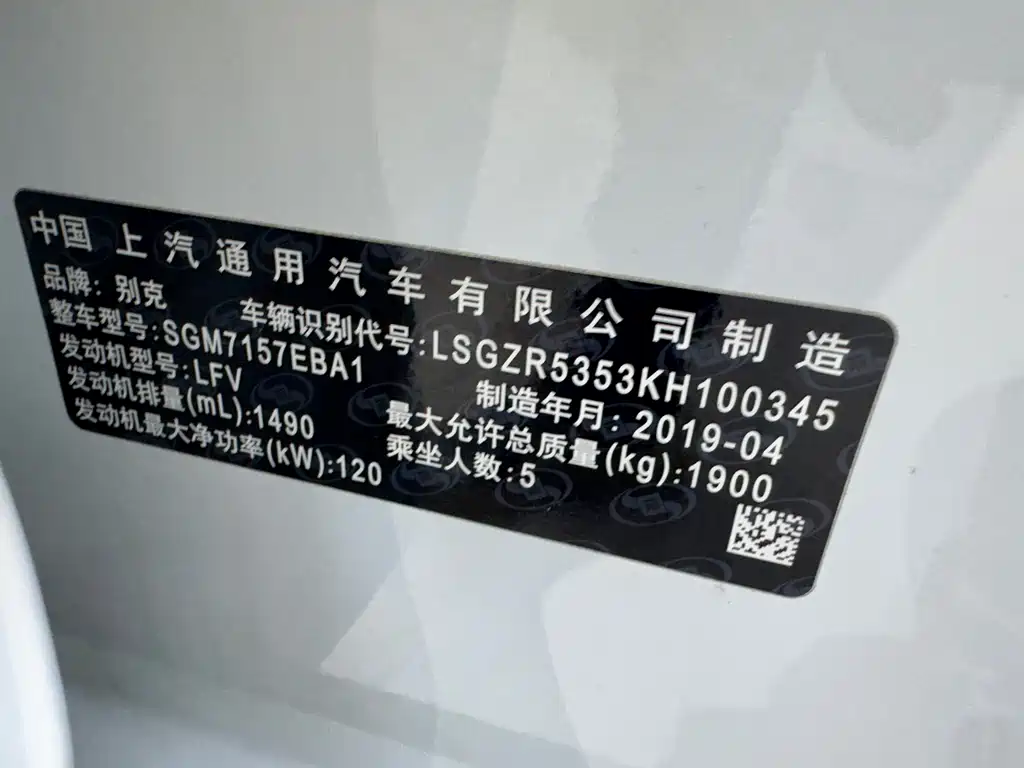 中国 上汽通用汽车有限公司制造
品牌: 别克 车辆识别代号:LSGZR5353KH100345
整车型号:SGM7157EBA1 制造年月: 2019-04
发动机型号:LFV 最大允许总质量(kg):1900
发动机排量(mL):1490 乘坐人数:5
发动机最大净功率(kW):120